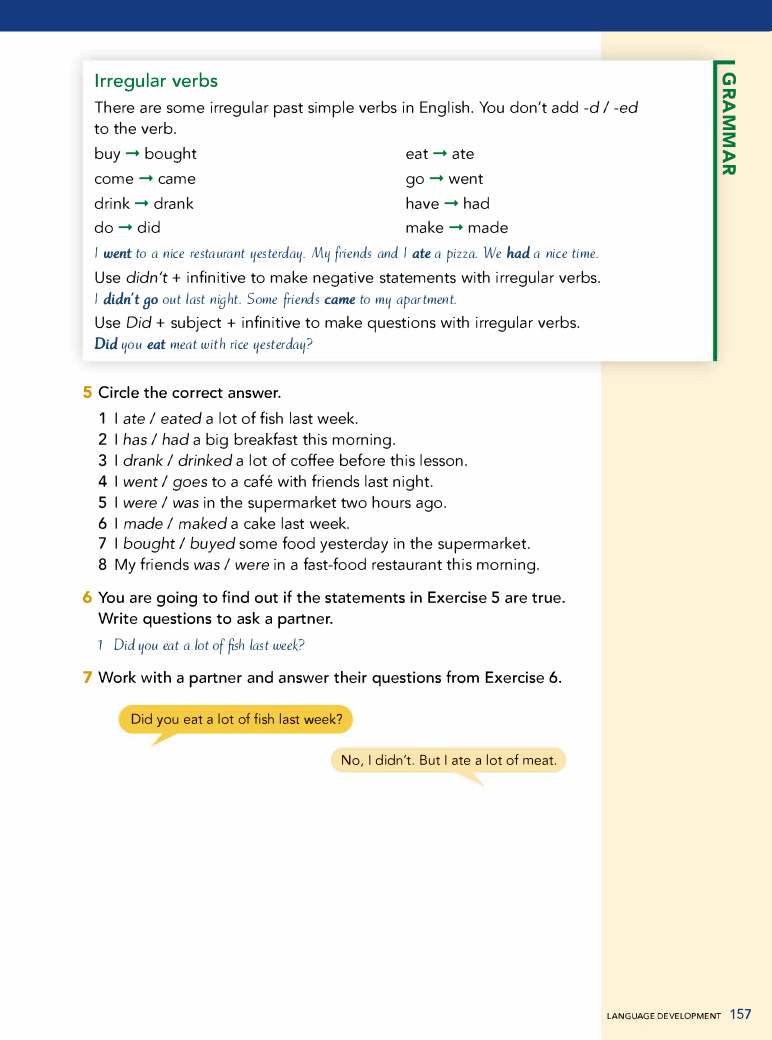 GRAMMAR
Irregular verbs
There are some irregular past simple verbs in English. You don't add -d / -ed
to the verb.
buy → bought
come → came
drink → drank
do → did
eat → ate
go → went
have → had
make → made
I went to a nice restaurant yesterday. My friends and I ate a pizza. We had a nice time.
Use didn't + infinitive to make negative statements with irregular verbs.
I didn't go out last night. Some friends came to my apartment.
Use Did + subject + infinitive to make questions with irregular verbs.
Did you eat meat with rice yesterday?
5 Circle the correct answer.
1 I ate / eated a lot of fish last week.
2 I has / had a big breakfast this morning.
3 I drank / drinked a lot of coffee before this lesson.
4 I went / goes to a café with friends last night.
5 I were / was in the supermarket two hours ago.
6 I made / maked a cake last week.
7 I bought / buyed some food yesterday in the supermarket.
8 My friends was / were in a fast-food restaurant this morning.
6 You are going to find out if the statements in Exercise 5 are true.
Write questions to ask a partner.
1 Did you eat a lot of fish last week?
7 Work with a partner and answer their questions from Exercise 6.
Did you eat a lot of fish last week?
No, I didn't. But I ate a lot of meat.
LANGUAGE DEVELOPMENT 157